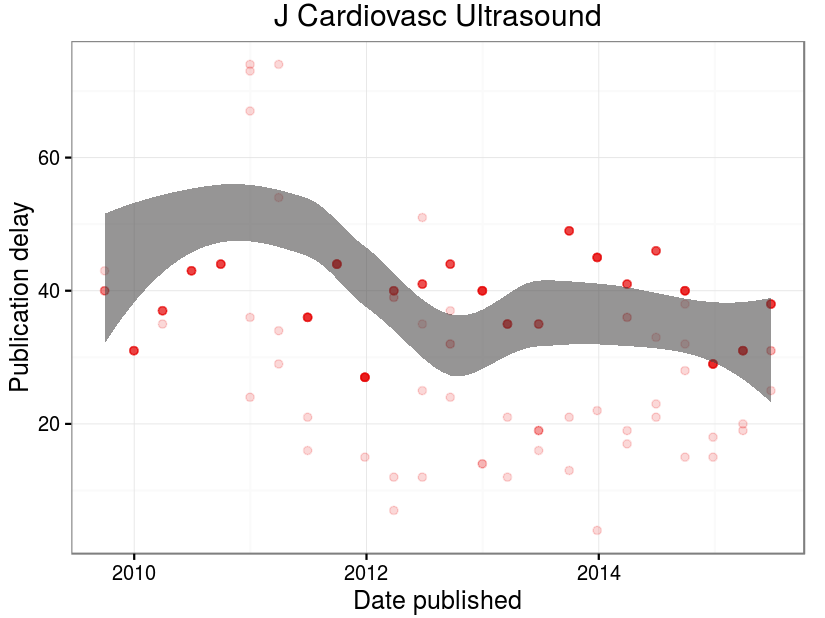 J Cardiovasc Ultrasound
Publication delay
60
40
20
2010 2012 2014
Date published